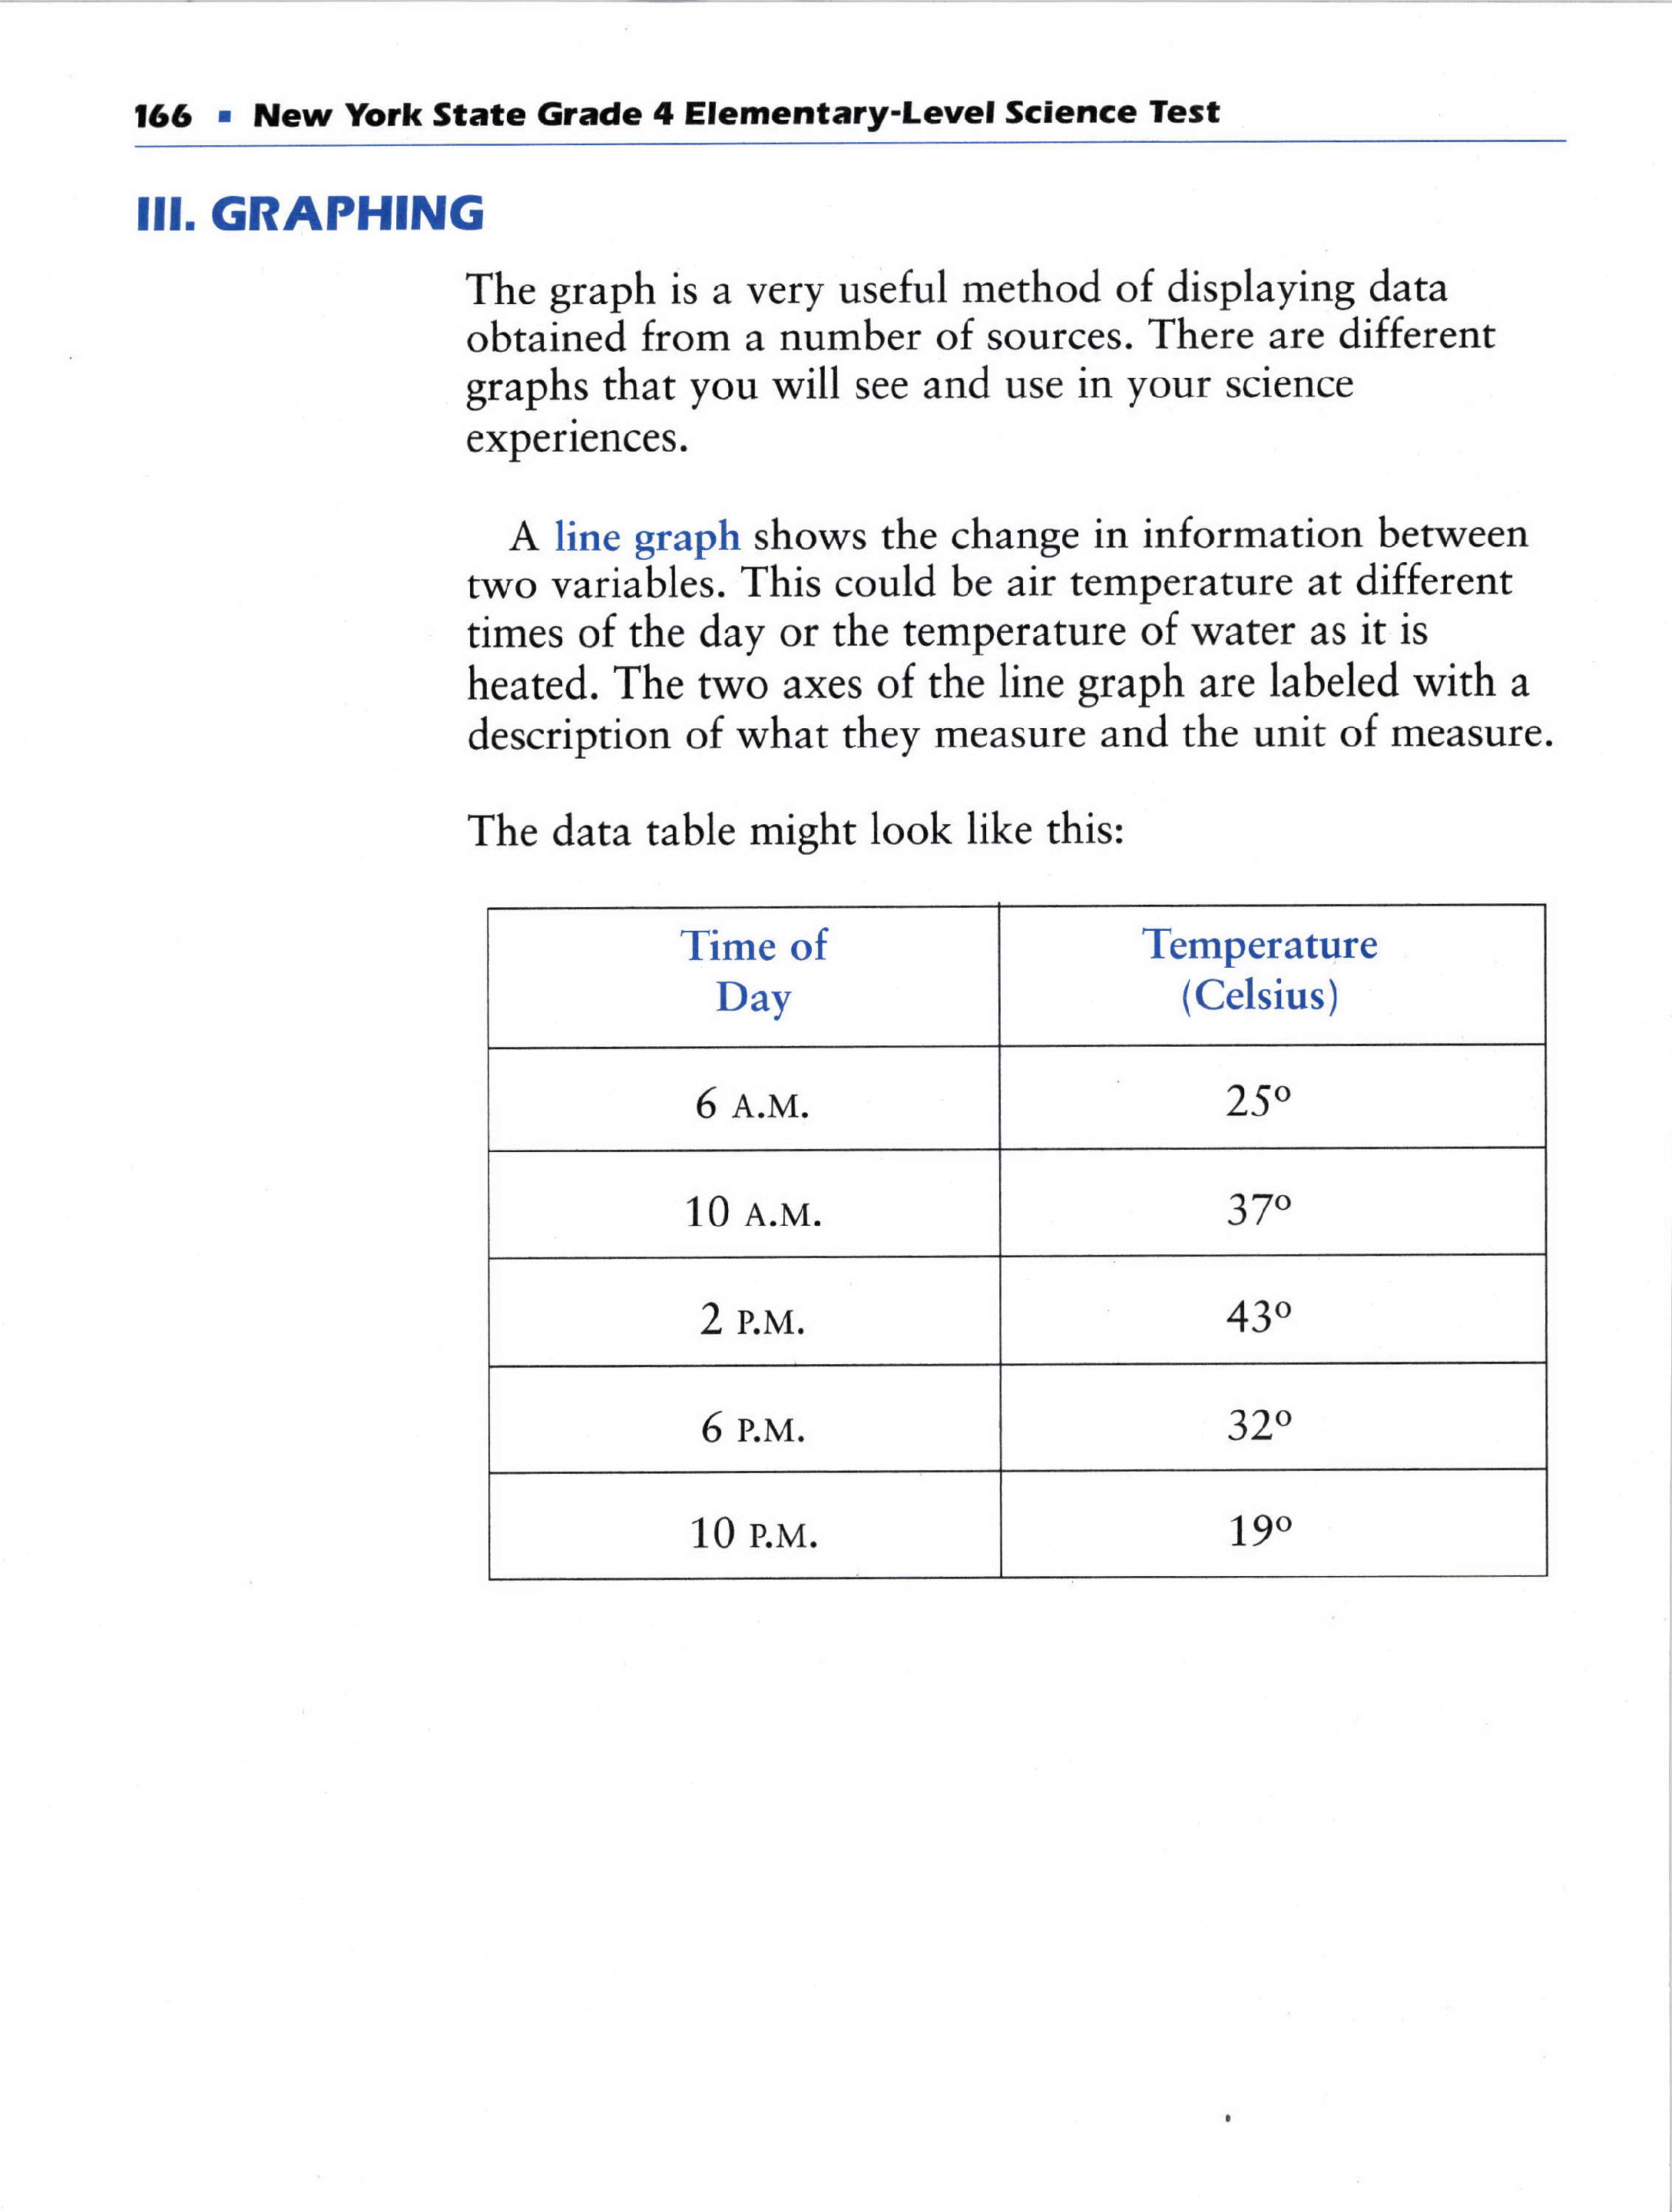 166 ▪ New York State Grade 4 Elementary-Level Science Test
III. GRAPHING
The graph is a very useful method of displaying data
obtained from a number of sources. There are different
graphs that you will see and use in your science
experiences.
A line graph shows the change in information between
two variables. This could be air temperature at different
times of the day or the temperature of water as it is
heated. The two axes of the line graph are labeled with a
description of what they measure and the unit of measure.
The data table might look like this:
Time of Day | Temperature (Celsius)
6 A.M. | 25°
10 A.M. | 37°
2 P.M. | 43°
6 P.M. | 32°
10 P.M. | 19°